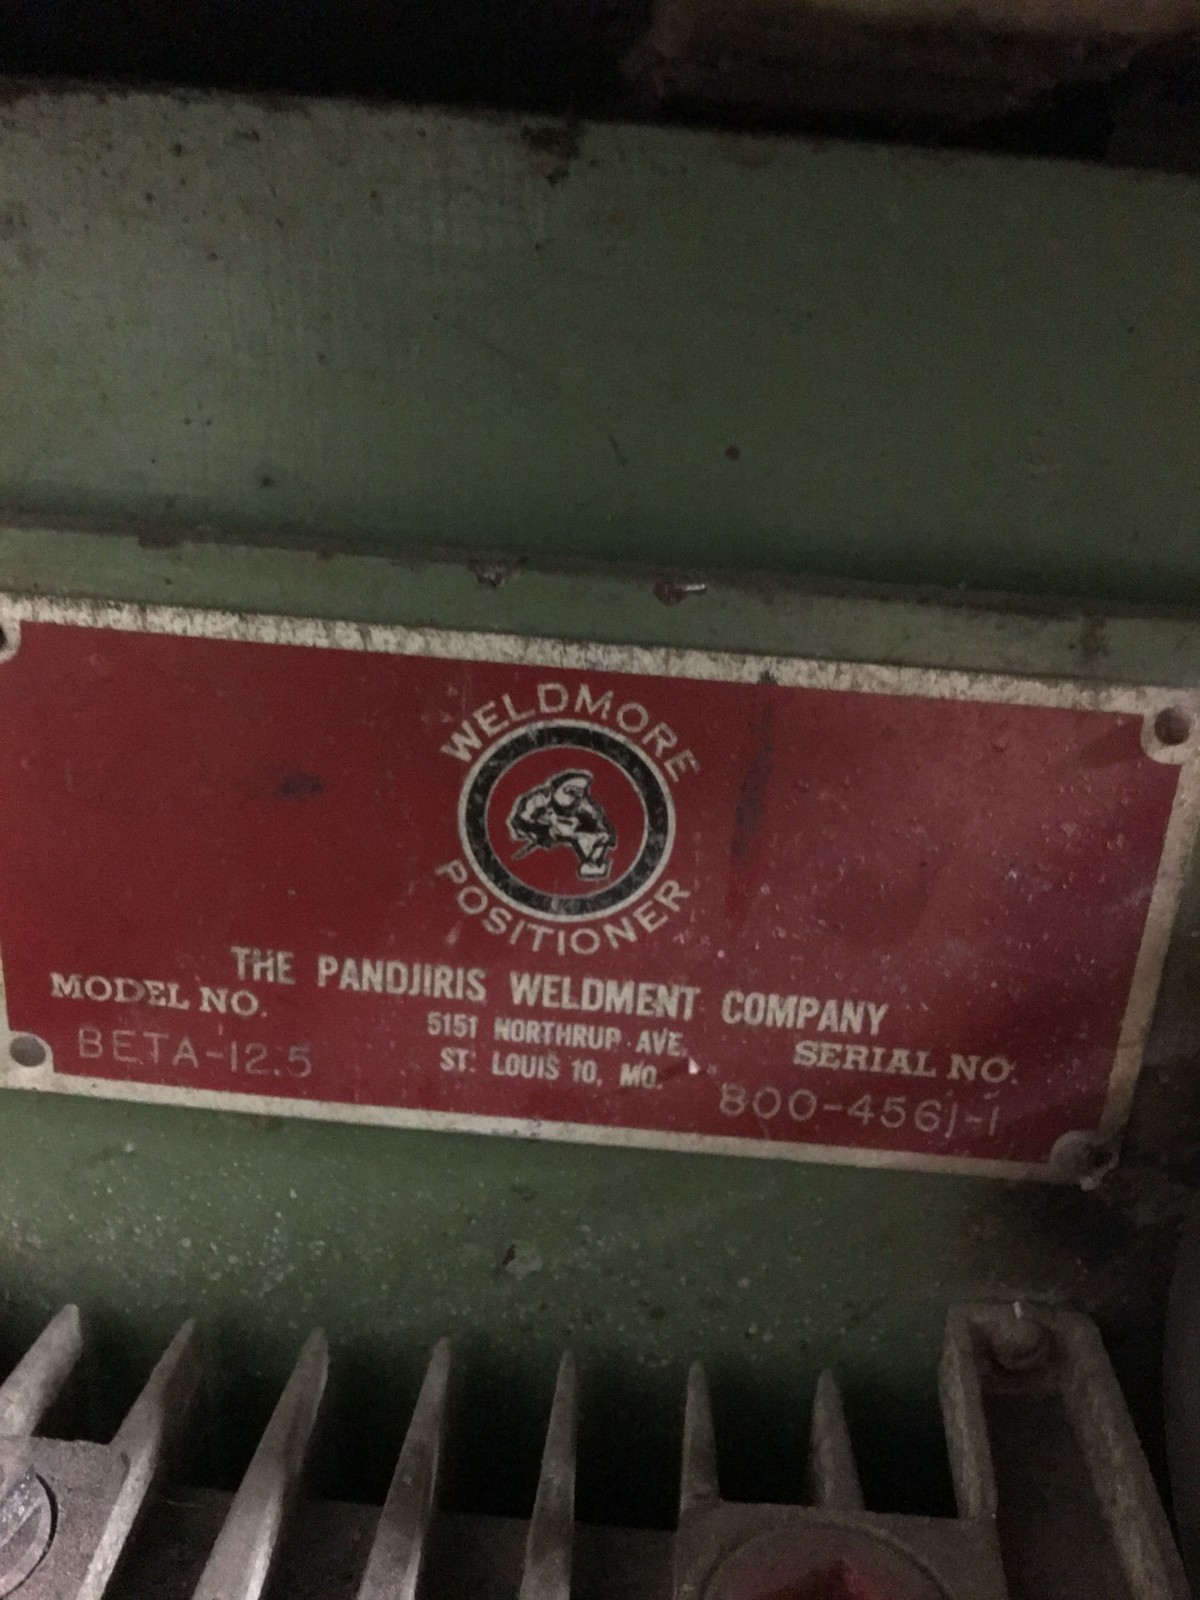 WELDMORE
POSITIONER
THE PANDJIRIS WELDMENT COMPANY
5151 NORTHRUP AVE.
ST. LOUIS 10, MO.
MODEL NO.
BETA-12.5
SERIAL NO.
800-456J-1